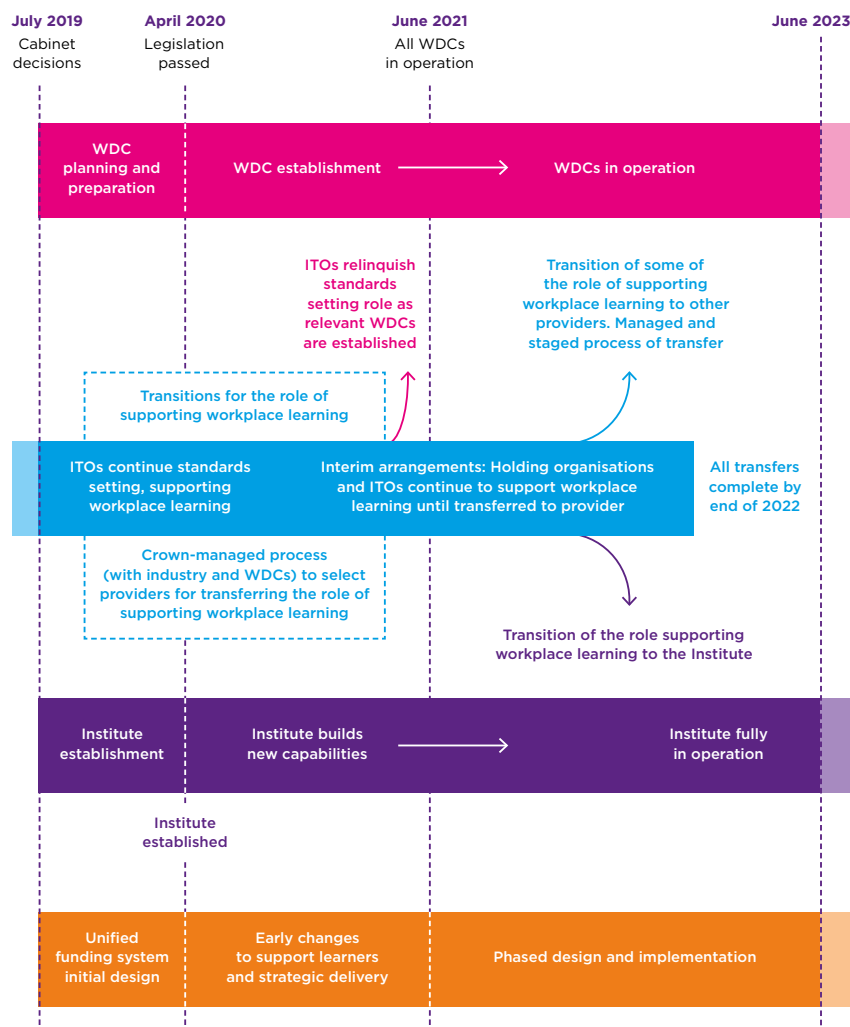 July 2019
Cabinet
decisions
April 2020
Legislation
passed
June 2021
All WDCs
in operation
June 2023
WDC
planning and
preparation
WDC establishment
WDCs in operation
ITOs relinquish
standards
setting role as
relevant WDCs
are established
Transition of some of
the role of supporting
workplace learning to other
providers. Managed and
staged process of transfer
Transitions for the role of
supporting workplace learning
ITOs continue standards
setting, supporting
workplace learning
Interim arrangements: Holding organisations
and ITOs continue to support workplace
learning until transferred to provider
All transfers
complete by
end of 2022
Crown-managed process
(with industry and WDCs) to select
providers for transferring the role of
supporting workplace learning
Transition of the role supporting
workplace learning to the Institute
Institute
establishment
Institute builds
new capabilities
Institute fully
in operation
Institute
established
Unified
funding system
initial design
Early changes
to support learners
and strategic delivery
Phased design and implementation